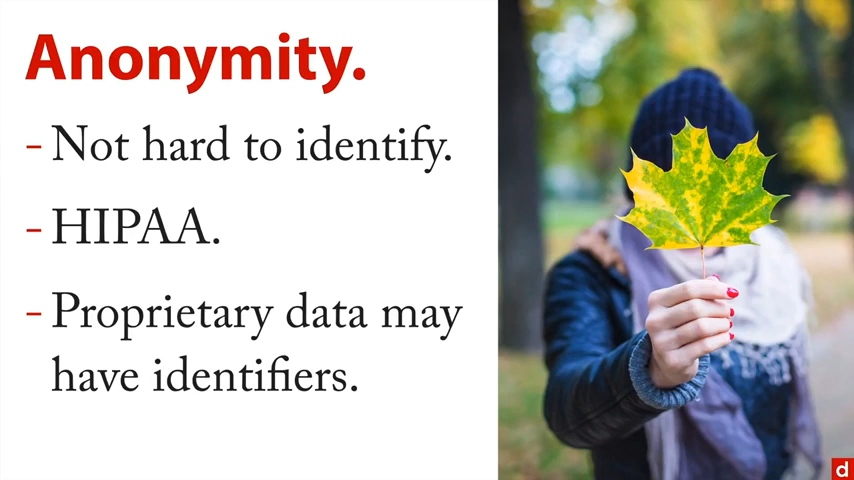 Anonymity.
- Not hard to identify.
- HIPAA.
- Proprietary data may
have identifiers.
d